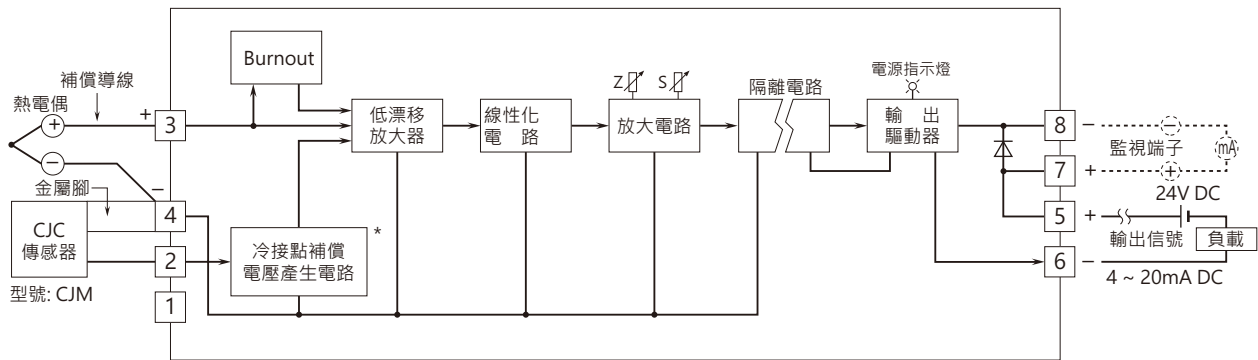 Burnout
補償導線
熱電偶
+
+
3
低漂移
放大器
線性化
電 路
Z
S
放大電路
隔離電路
電源指示燈
輸 出
驅動器
8
−
−
監視端子
mA
7
+
+
24V DC
5
+
輸出信號
負載
6
−
4 ~ 20mA DC
−
−
金屬腳
4
CJC
傳感器
2
冷接點補償
電壓產生電路
*
型號: CJM
1